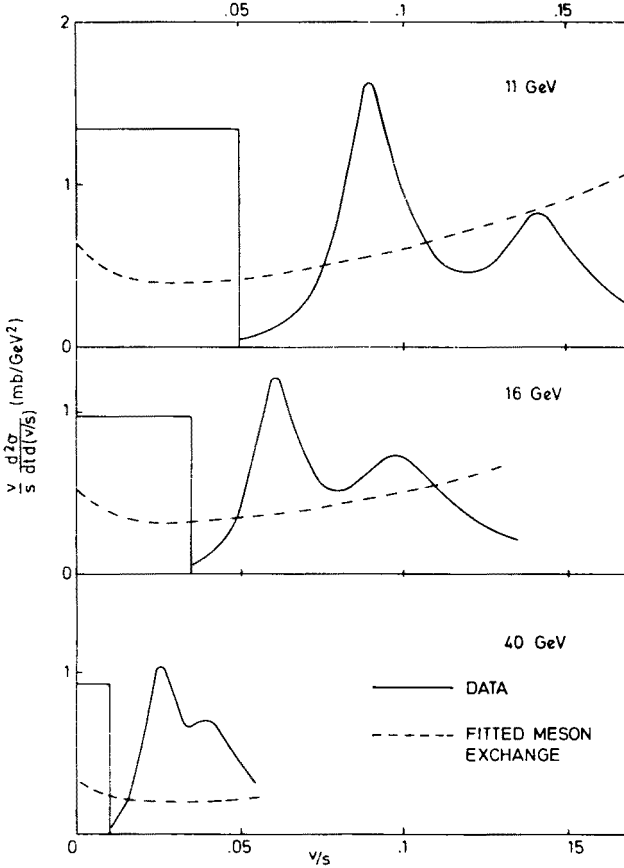 .05 .1 .15
2
11 GeV
1
0
ν/s d²σ/dt d(ν/s) (mb/GeV²)
16 GeV
1
0
40 GeV
1
DATA
FITTED MESON
EXCHANGE
0 .05 .1 .15
ν/s